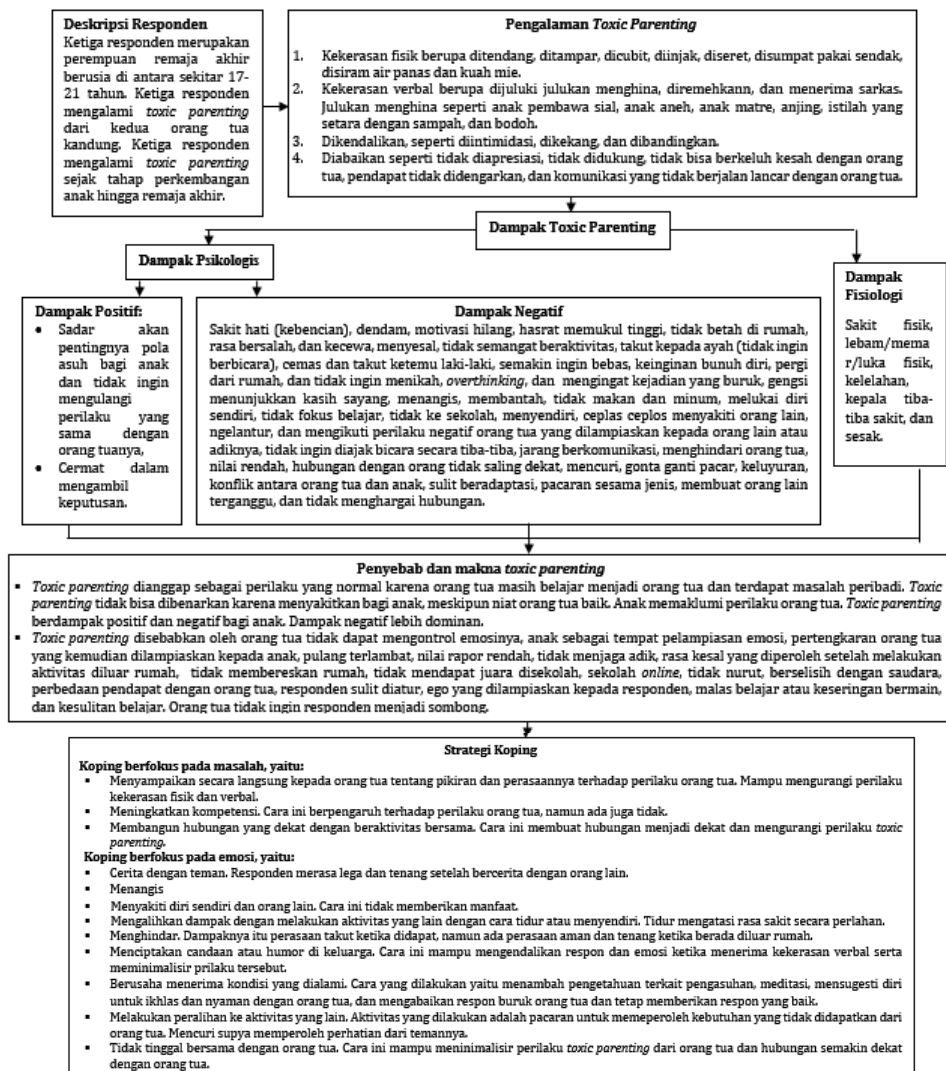 Deskripsi Responden
Ketiga responden merupakan
perempuan remaja akhir
berusia di antara sekitar 17-
21 tahun. Ketiga responden
mengalami toxic parenting
dari kedua orang tua
kandung. Ketiga responden
mengalami toxic parenting
sejak tahap perkembangan
anak hingga remaja akhir.
Pengalaman Toxic Parenting
1. Kekerasan fisik berupa ditendang, ditampar, dicubit, diinjak, diseret, disumpat pakai sendak,
disiram air panas dan kuah mie.
2. Kekerasan verbal berupa dijuluki julukan menghina, diremehkann, dan menerima sarkas.
Julukan menghina seperti anak pembawa sial, anak aneh, anak matre, anjing, istilah yang
setara dengan sampah, dan bodoh.
3. Dikendalikan, seperti diintimidasi, dikekang, dan dibandingkan.
4. Diabaikan seperti tidak diapresiasi, tidak didukung, tidak bisa berkeluh kesah dengan orang
tua, pendapat tidak didengarkan, dan komunikasi yang tidak berjalan lancar dengan orang tua.
Dampak Toxic Parenting
Dampak Psikologis
Dampak Positif:
• Sadar akan
pentingnya pola
asuh bagi anak
dan tidak ingin
mengulangi
perilaku yang
sama dengan
orang tuanya,
• Cermat dalam
mengambil
keputusan.
Dampak Negatif
Sakit hati (kebencian), dendam, motivasi hilang, hasrat memukul tinggi, tidak betah di rumah,
rasa bersalah, dan kecewa, menyesal, tidak semangat beraktivitas, takut kepada ayah (tidak ingin
berbicara), cemas dan takut ketemu laki-laki, semakin ingin bebas, keinginan bunuh diri, pergi
dari rumah, dan tidak ingin menikah, overthinking, dan mengingat kejadian yang buruk, gengsi
menunjukkan kasih sayang, menangis, membantah, tidak makan dan minum, melukai diri
sendiri, tidak fokus belajar, tidak ke sekolah, menyendiri, ceplas ceplos menyakiti orang lain,
ngelantur, dan mengikuti perilaku negatif orang tua yang dilampiaskan kepada orang lain atau
adiknya, tidak ingin diajak bicara secara tiba-tiba, jarang berkomunikasi, menghindari orang tua,
nilai rendah, hubungan dengan orang tidak saling dekat, mencuri, gonta ganti pacar, keluyuran,
konflik antara orang tua dan anak, sulit beradaptasi, pacaran sesama jenis, membuat orang lain
terganggu, dan tidak menghargai hubungan.
Dampak
Fisiologi
Sakit fisik,
lebam/mema
r/luka fisik,
kelelahan,
kepala tiba-
tiba sakit, dan
sesak.
Penyebab dan makna toxic parenting
▪ Toxic parenting dianggap sebagai perilaku yang normal karena orang tua masih belajar menjadi orang tua dan terdapat masalah peribadi. Toxic
parenting tidak bisa dibenarkan karena menyakitkan bagi anak, meskipun niat orang tua baik. Anak memaklumi perilaku orang tua. Toxic parenting
berdampak positif dan negatif bagi anak. Dampak negatif lebih dominan.
▪ Toxic parenting disebabkan oleh orang tua tidak dapat mengontrol emosinya, anak sebagai tempat pelampiasan emosi, pertengkaran orang tua
yang kemudian dilampiaskan kepada anak, pulang terlambat, nilai rapor rendah, tidak menjaga adik, rasa kesal yang diperoleh setelah melakukan
aktivitas diluar rumah, tidak membereskan rumah, tidak mendapat juara disekolah, sekolah online, tidak nurut, berselisih dengan saudara,
perbedaan pendapat dengan orang tua, responden sulit diatur, ego yang dilampiaskan kepada responden, malas belajar atau keseringan bermain,
dan kesulitan belajar. Orang tua tidak ingin responden menjadi sombong.
Strategi Koping
Koping berfokus pada masalah, yaitu:
▪ Menyampaikan secara langsung kepada orang tua tentang pikiran dan perasaannya terhadap perilaku orang tua. Mampu mengurangi perilaku
kekerasan fisik dan verbal.
▪ Meningkatkan kompetensi. Cara ini berpengaruh terhadap perilaku orang tua, namun ada juga tidak.
▪ Membangun hubungan yang dekat dengan beraktivitas bersama. Cara ini membuat hubungan menjadi dekat dan mengurangi perilaku toxic
parenting.
Koping berfokus pada emosi, yaitu:
▪ Cerita dengan teman. Responden merasa lega dan tenang setelah bercerita dengan orang lain.
▪ Menangis
▪ Menyakiti diri sendiri dan orang lain. Cara ini tidak memberikan manfaat.
▪ Mengalihkan dampak dengan melakukan aktivitas yang lain dengan cara tidur atau menyendiri. Tidur mengatasi rasa sakit secara perlahan.
▪ Menghindar. Dampaknya itu perasaan takut ketika didapat, namun ada perasaan aman dan tenang ketika berada diluar rumah.
▪ Menciptakan candaan atau humor di keluarga. Cara ini mampu mengendalikan respon dan emosi ketika menerima kekerasan verbal serta
meminimalisir prilaku tersebut.
▪ Berusaha menerima kondisi yang dialami. Cara yang dilakukan yaitu menambah pengetahuan terkait pengasuhan, meditasi, mensugesti diri
untuk ikhlas dan nyaman dengan orang tua, dan mengabaikan respon buruk orang tua dan tetap memberikan respon yang baik.
▪ Melakukan peralihan ke aktivitas yang lain. Aktivitas yang dilakukan adalah pacaran untuk memeperoleh kebutuhan yang tidak didapatkan dari
orang tua. Mencuri supya memperoleh perhatian dari temannya.
▪ Tidak tinggal bersama dengan orang tua. Cara ini mampu meninimalisir perilaku toxic parenting dari orang tua dan hubungan semakin dekat
dengan orang tua.